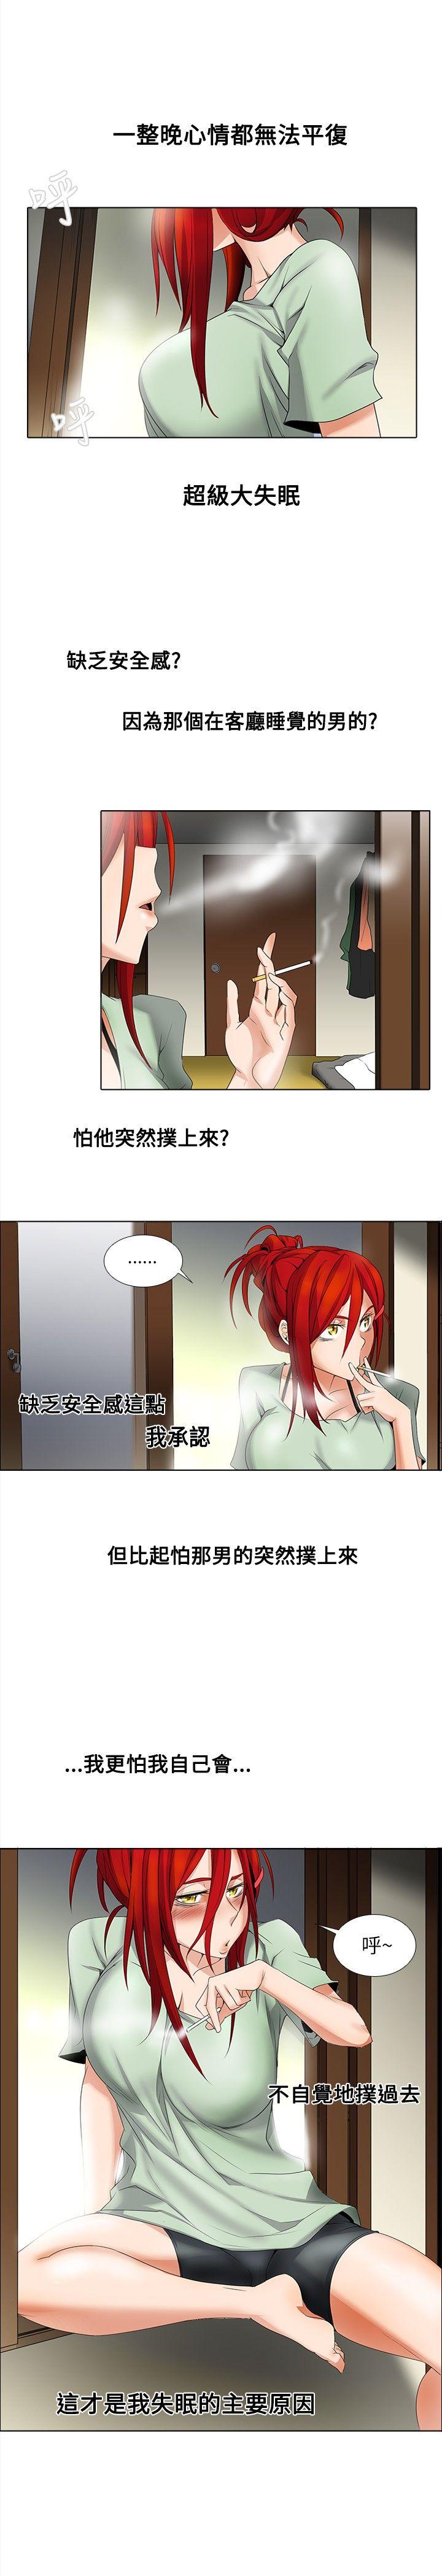 一整晚心情都無法平復
呼
呼
超級大失眠
缺乏安全感?
因為那個在客廳睡覺的男的?
怕他突然撲上來?
......
缺乏安全感這點
我承認
但比起怕那男的突然撲上來
...我更怕我自己會...
呼~
不自覺地撲過去
這才是我失眠的主要原因